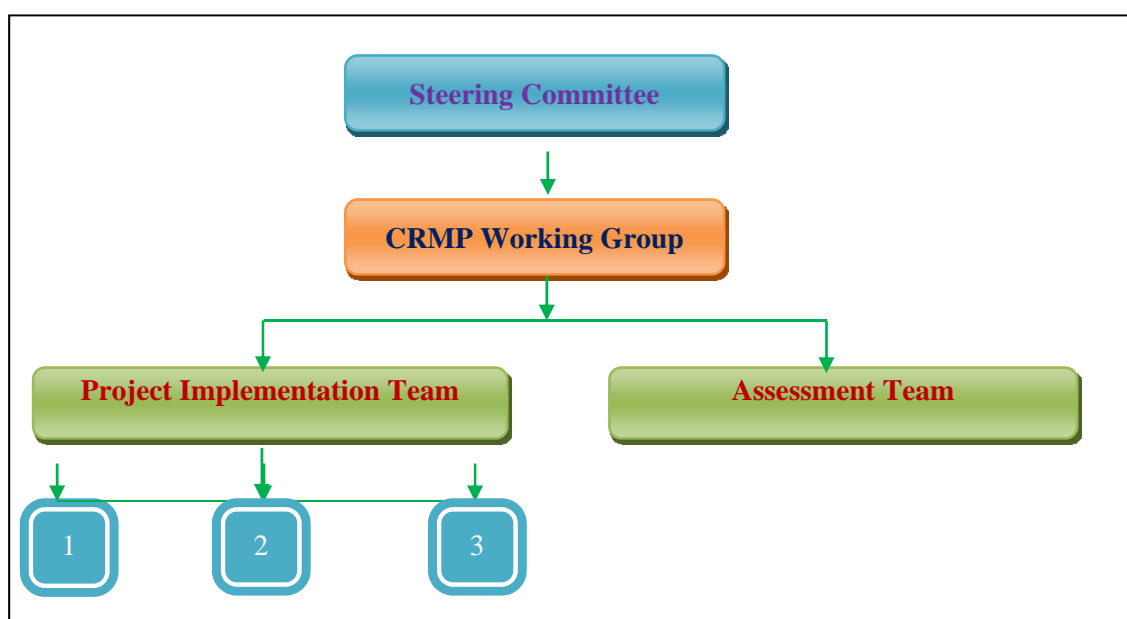 Steering Committee
CRMP Working Group
Project Implementation Team
Assessment Team
1
2
3